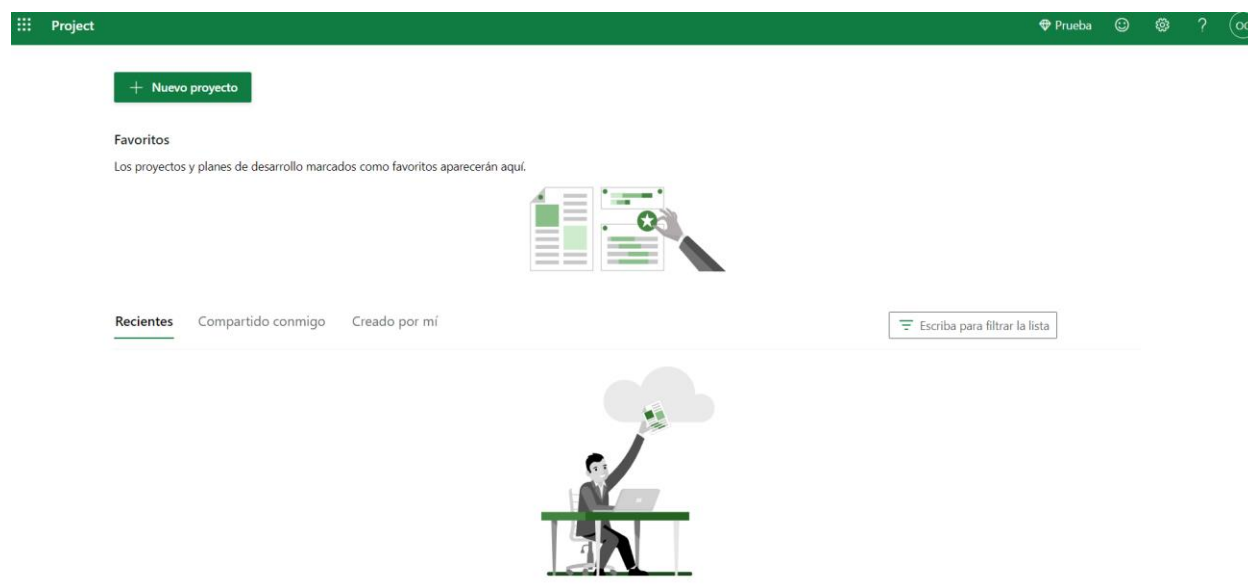 Project
Prueba
?
OC
+ Nuevo proyecto
Favoritos
Los proyectos y planes de desarrollo marcados como favoritos aparecerán aquí.
Recientes
Compartido conmigo
Creado por mí
Escriba para filtrar la lista